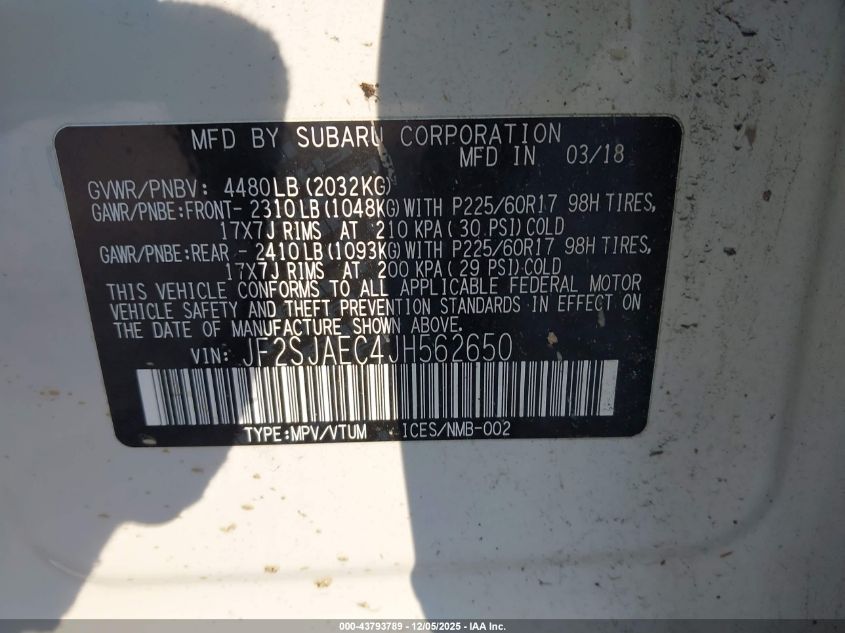 MFD BY SUBARU CORPORATION
MFD IN 03/18
GVWR/PNBV: 4480LB(2032KG)
GAWR/PNBE:FRONT- 2310LB(1048KG)WITH P225/60R17 98H TIRES,
17X7J RIMS AT 210 KPA(30 PSI)COLD
GAWR/PNBE:REAR - 2410LB(1093KG)WITH P225/60R17 98H TIRES,
17X7J RIMS AT 200 KPA(29 PSI)COLD
THIS VEHICLE CONFORMS TO ALL APPLICABLE FEDERAL MOTOR
VEHICLE SAFETY AND THEFT PREVENTION STANDARDS IN EFFECT ON
THE DATE OF MANUFACTURE SHOWN ABOVE.
VIN: JF2SJAEC4JH562650
TYPE:MPV/VTUM ICES/NMB-002
000-43793789 - 12/05/2025 - IAA Inc.